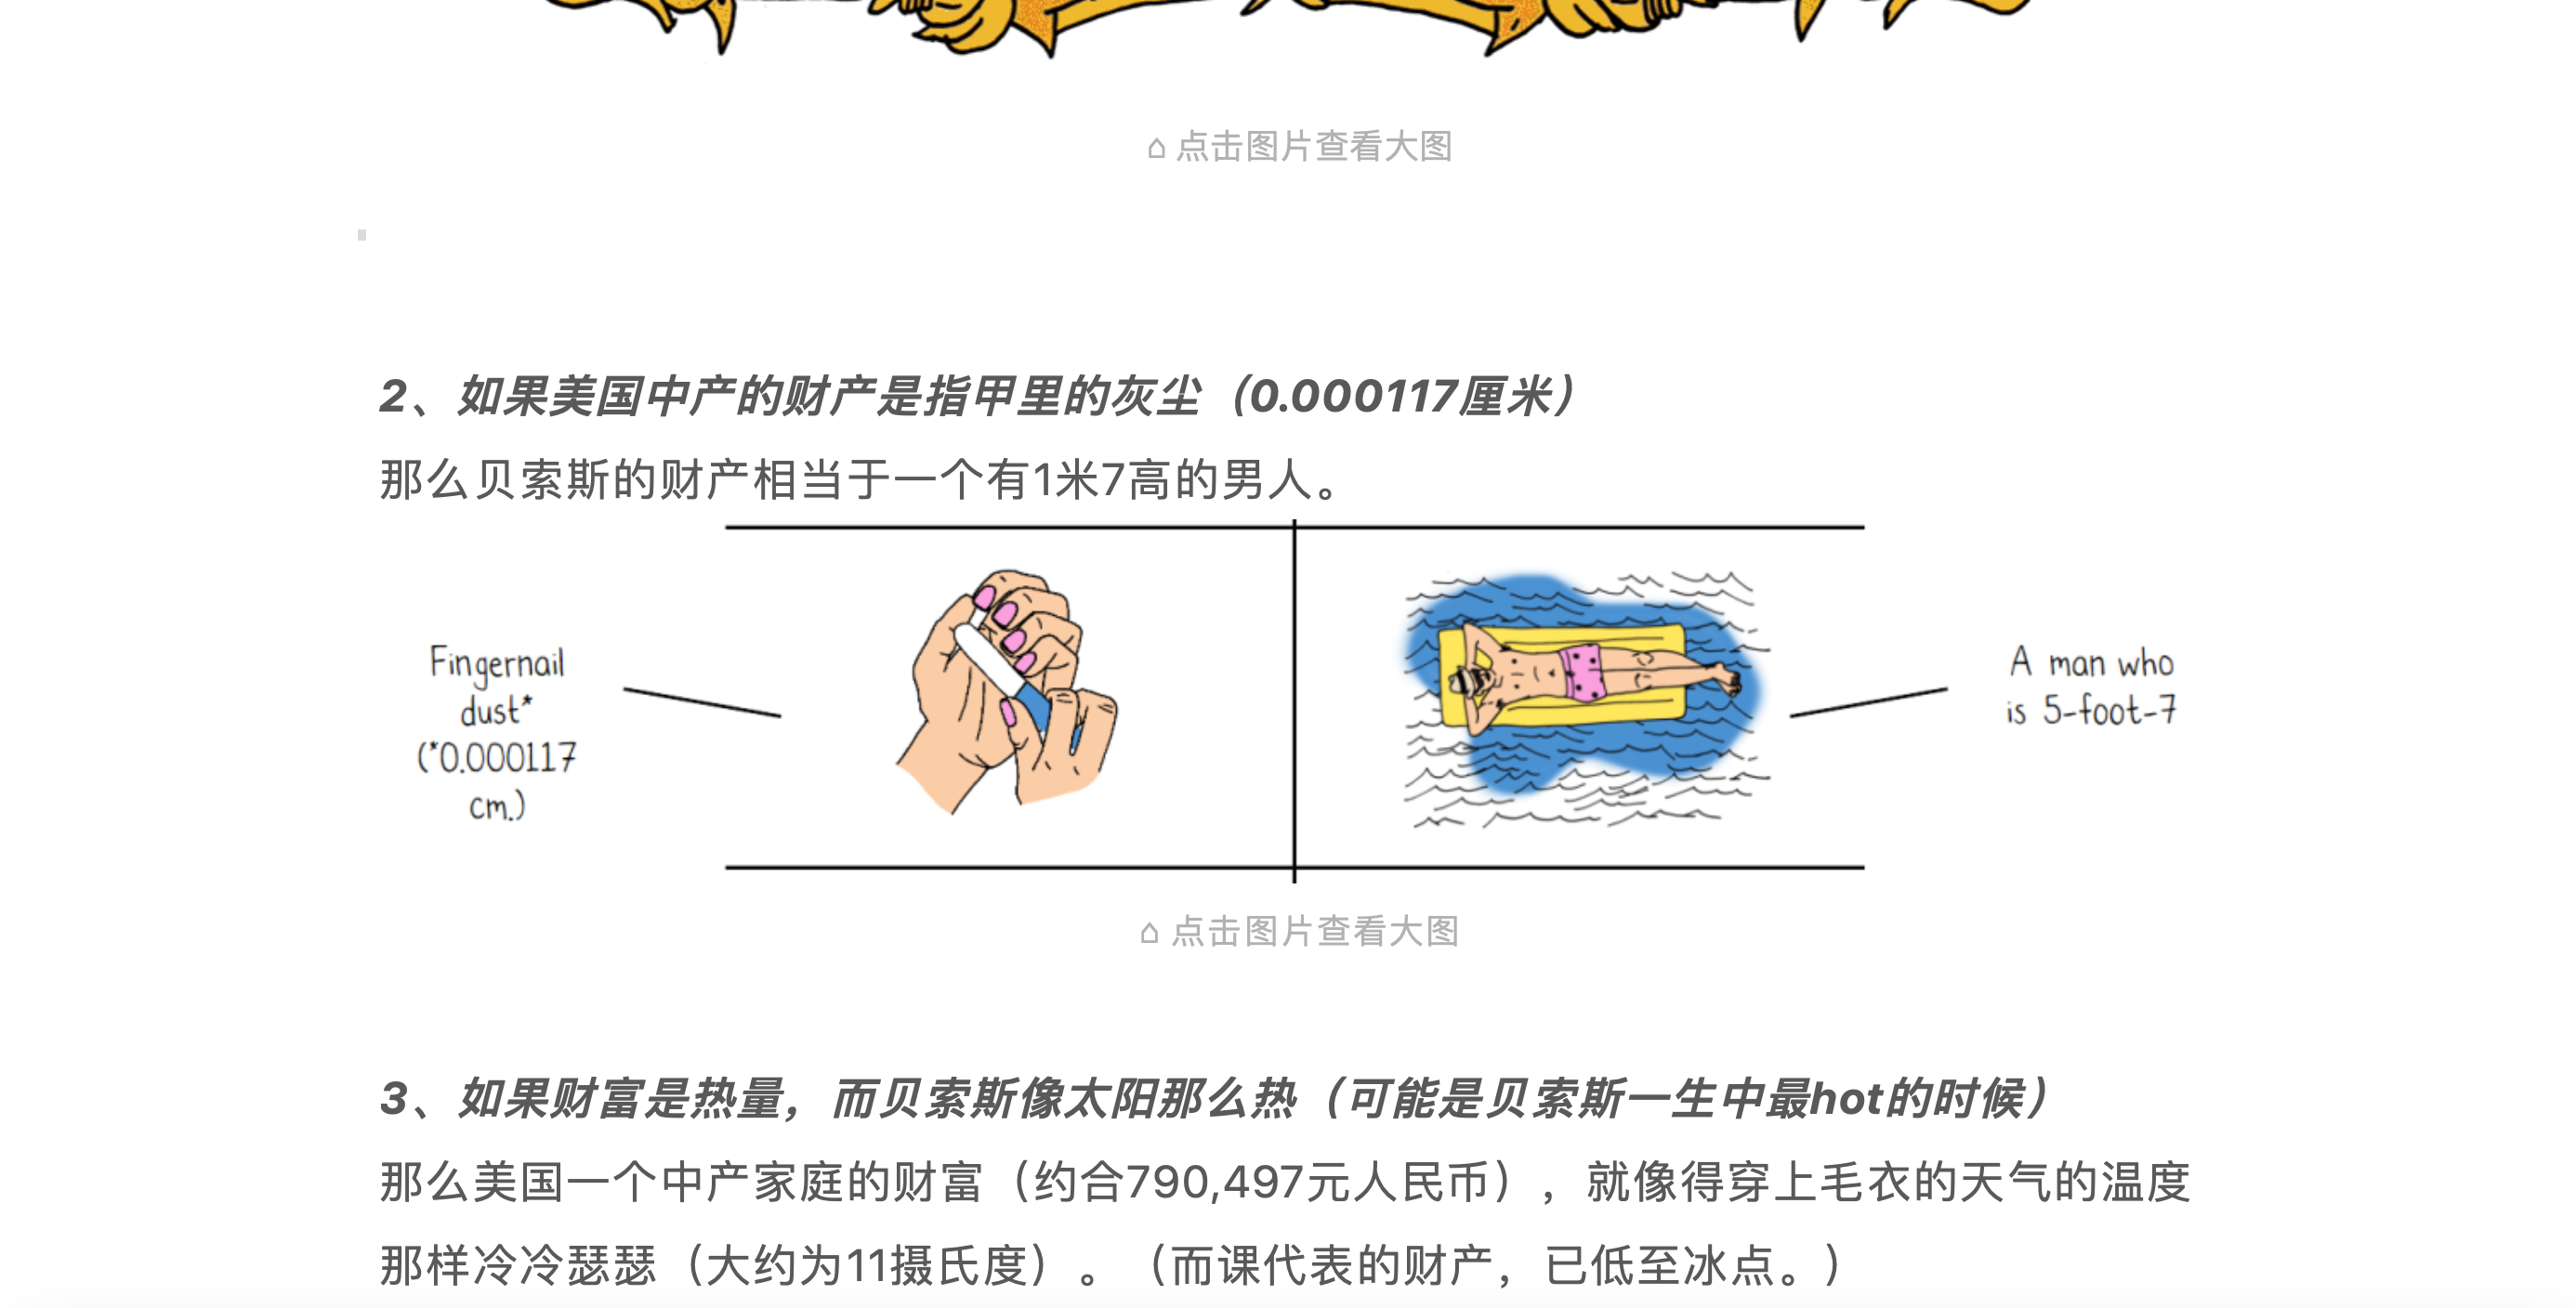 ⌂ 点击图片查看大图
2、如果美国中产的财产是指甲里的灰尘（0.000117厘米）
那么贝索斯的财产相当于一个有1米7高的男人。
Fingernail
dust*
(*0.000117
cm.)
A man who
is 5-foot-7
⌂ 点击图片查看大图
3、如果财富是热量，而贝索斯像太阳那么热（可能是贝索斯一生中最hot的时候）
那么美国一个中产家庭的财富（约合790,497元人民币），就像得穿上毛衣的天气的温度
那样冷冷瑟瑟（大约为11摄氏度）。（而课代表的财产，已低至冰点。）